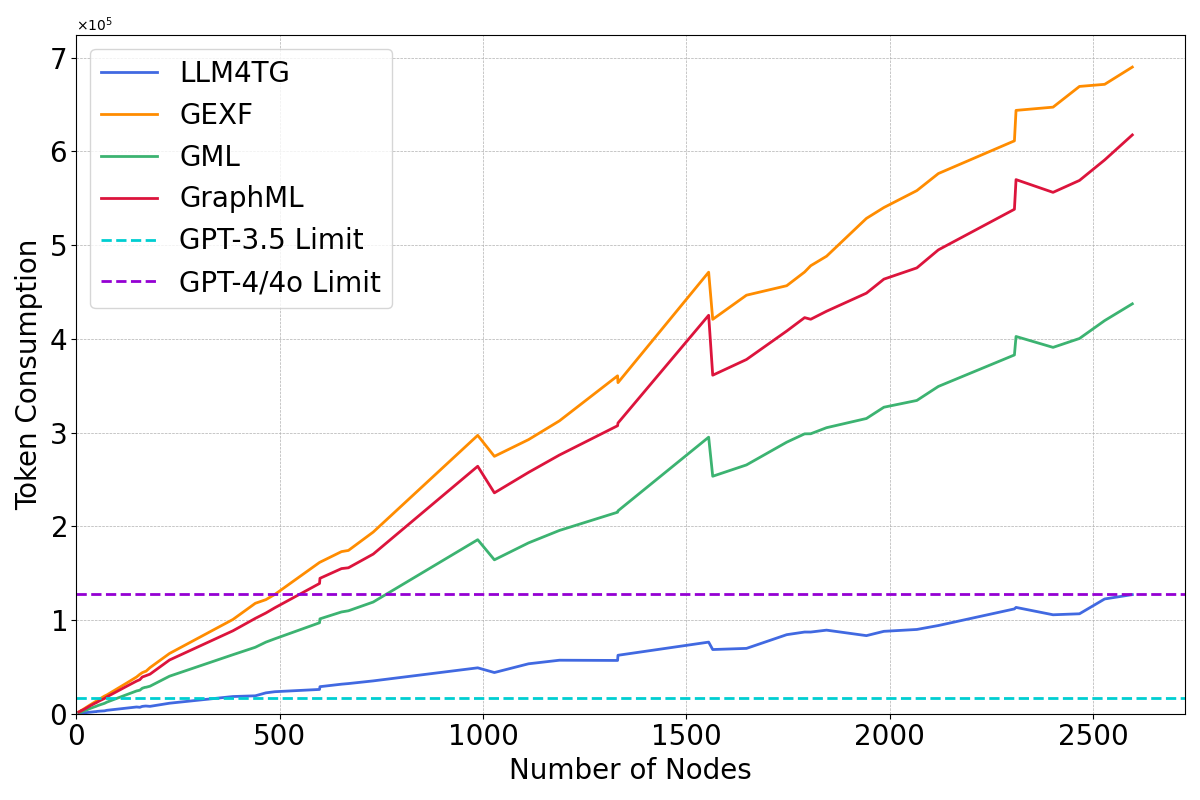 ×10⁵
7
6
5
4
3
2
1
0
Token Consumption
LLM4TG
GEXF
GML
GraphML
GPT-3.5 Limit
GPT-4/4o Limit
0 500 1000 1500 2000 2500
Number of Nodes